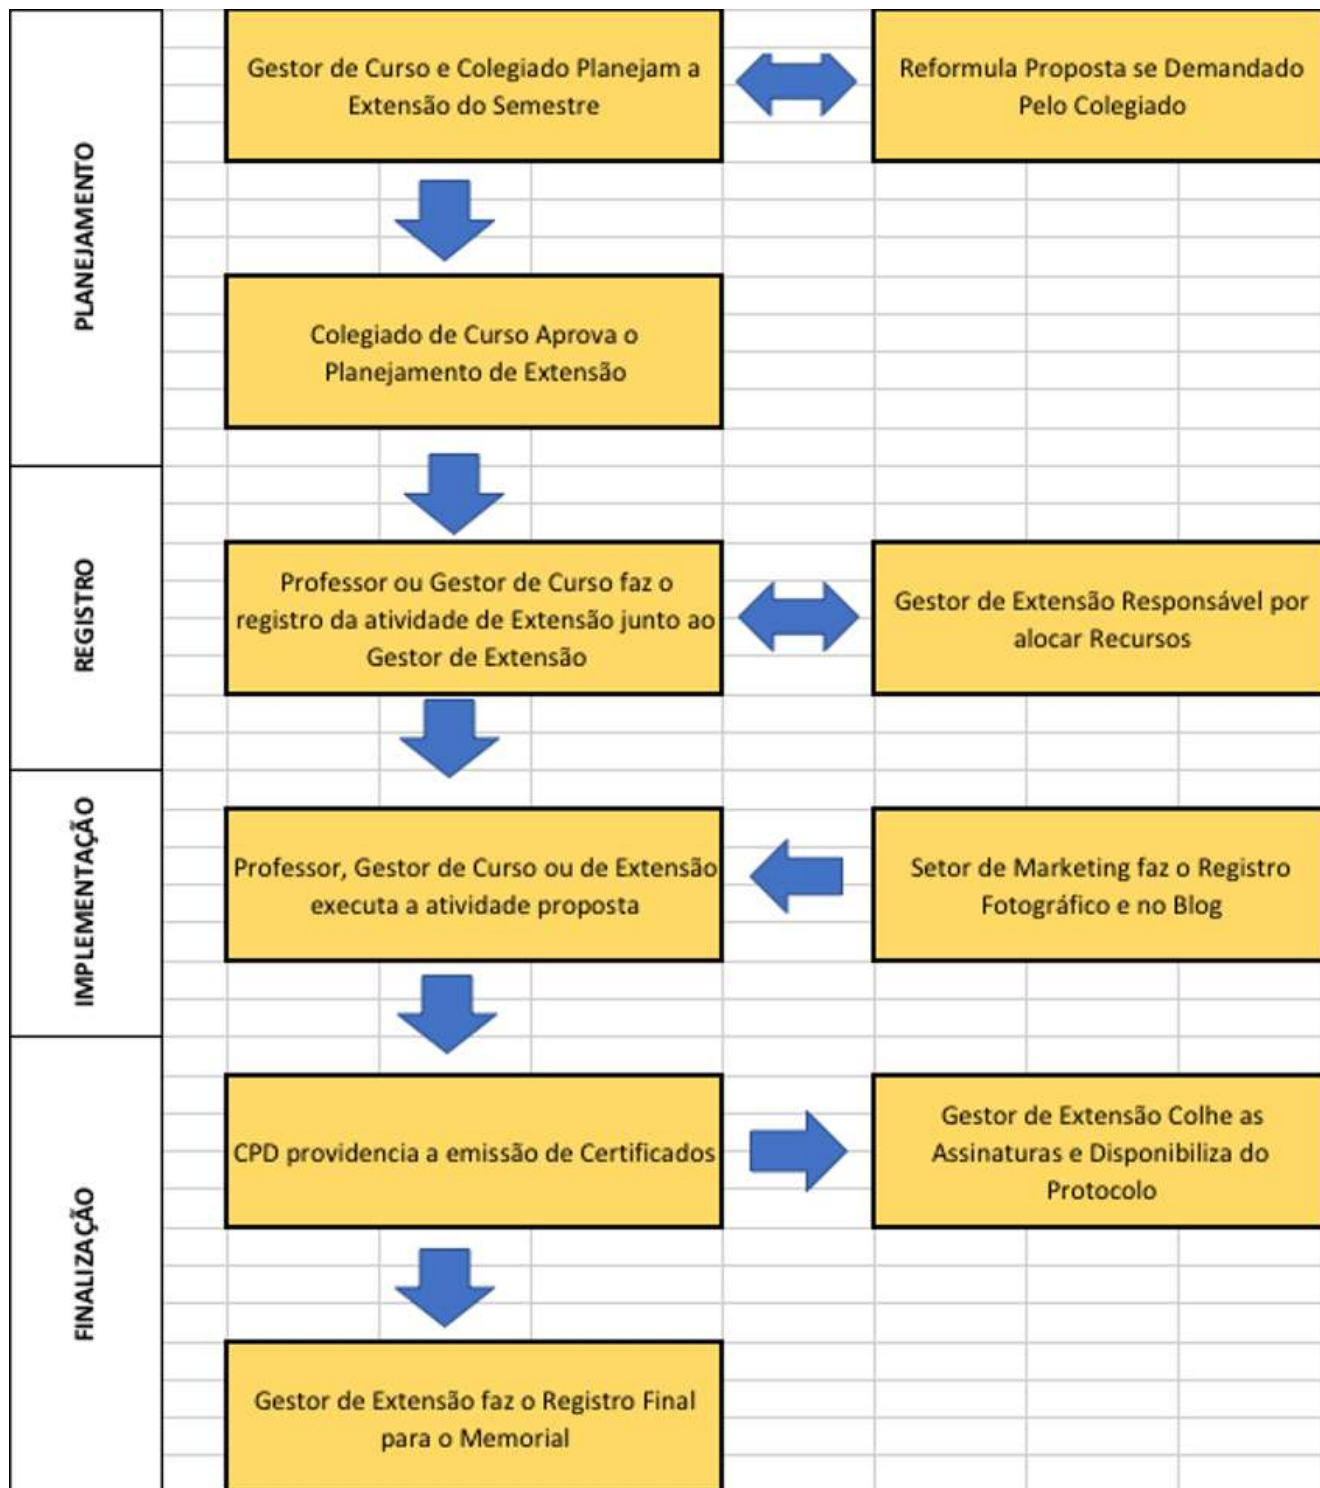 PLANEJAMENTO
Gestor de Curso e Colegiado Planejam a
Extensão do Semestre
Reformula Proposta se Demandado
Pelo Colegiado
Colegiado de Curso Aprova o
Planejamento de Extensão
REGISTRO
Professor ou Gestor de Curso faz o
registro da atividade de Extensão junto ao
Gestor de Extensão
Gestor de Extensão Responsável por
alocar Recursos
IMPLEMENTAÇÃO
Professor, Gestor de Curso ou de Extensão
executa a atividade proposta
Setor de Marketing faz o Registro
Fotográfico e no Blog
FINALIZAÇÃO
CPD providencia a emissão de Certificados
Gestor de Extensão Colhe as
Assinaturas e Disponibiliza do
Protocolo
Gestor de Extensão faz o Registro Final
para o Memorial